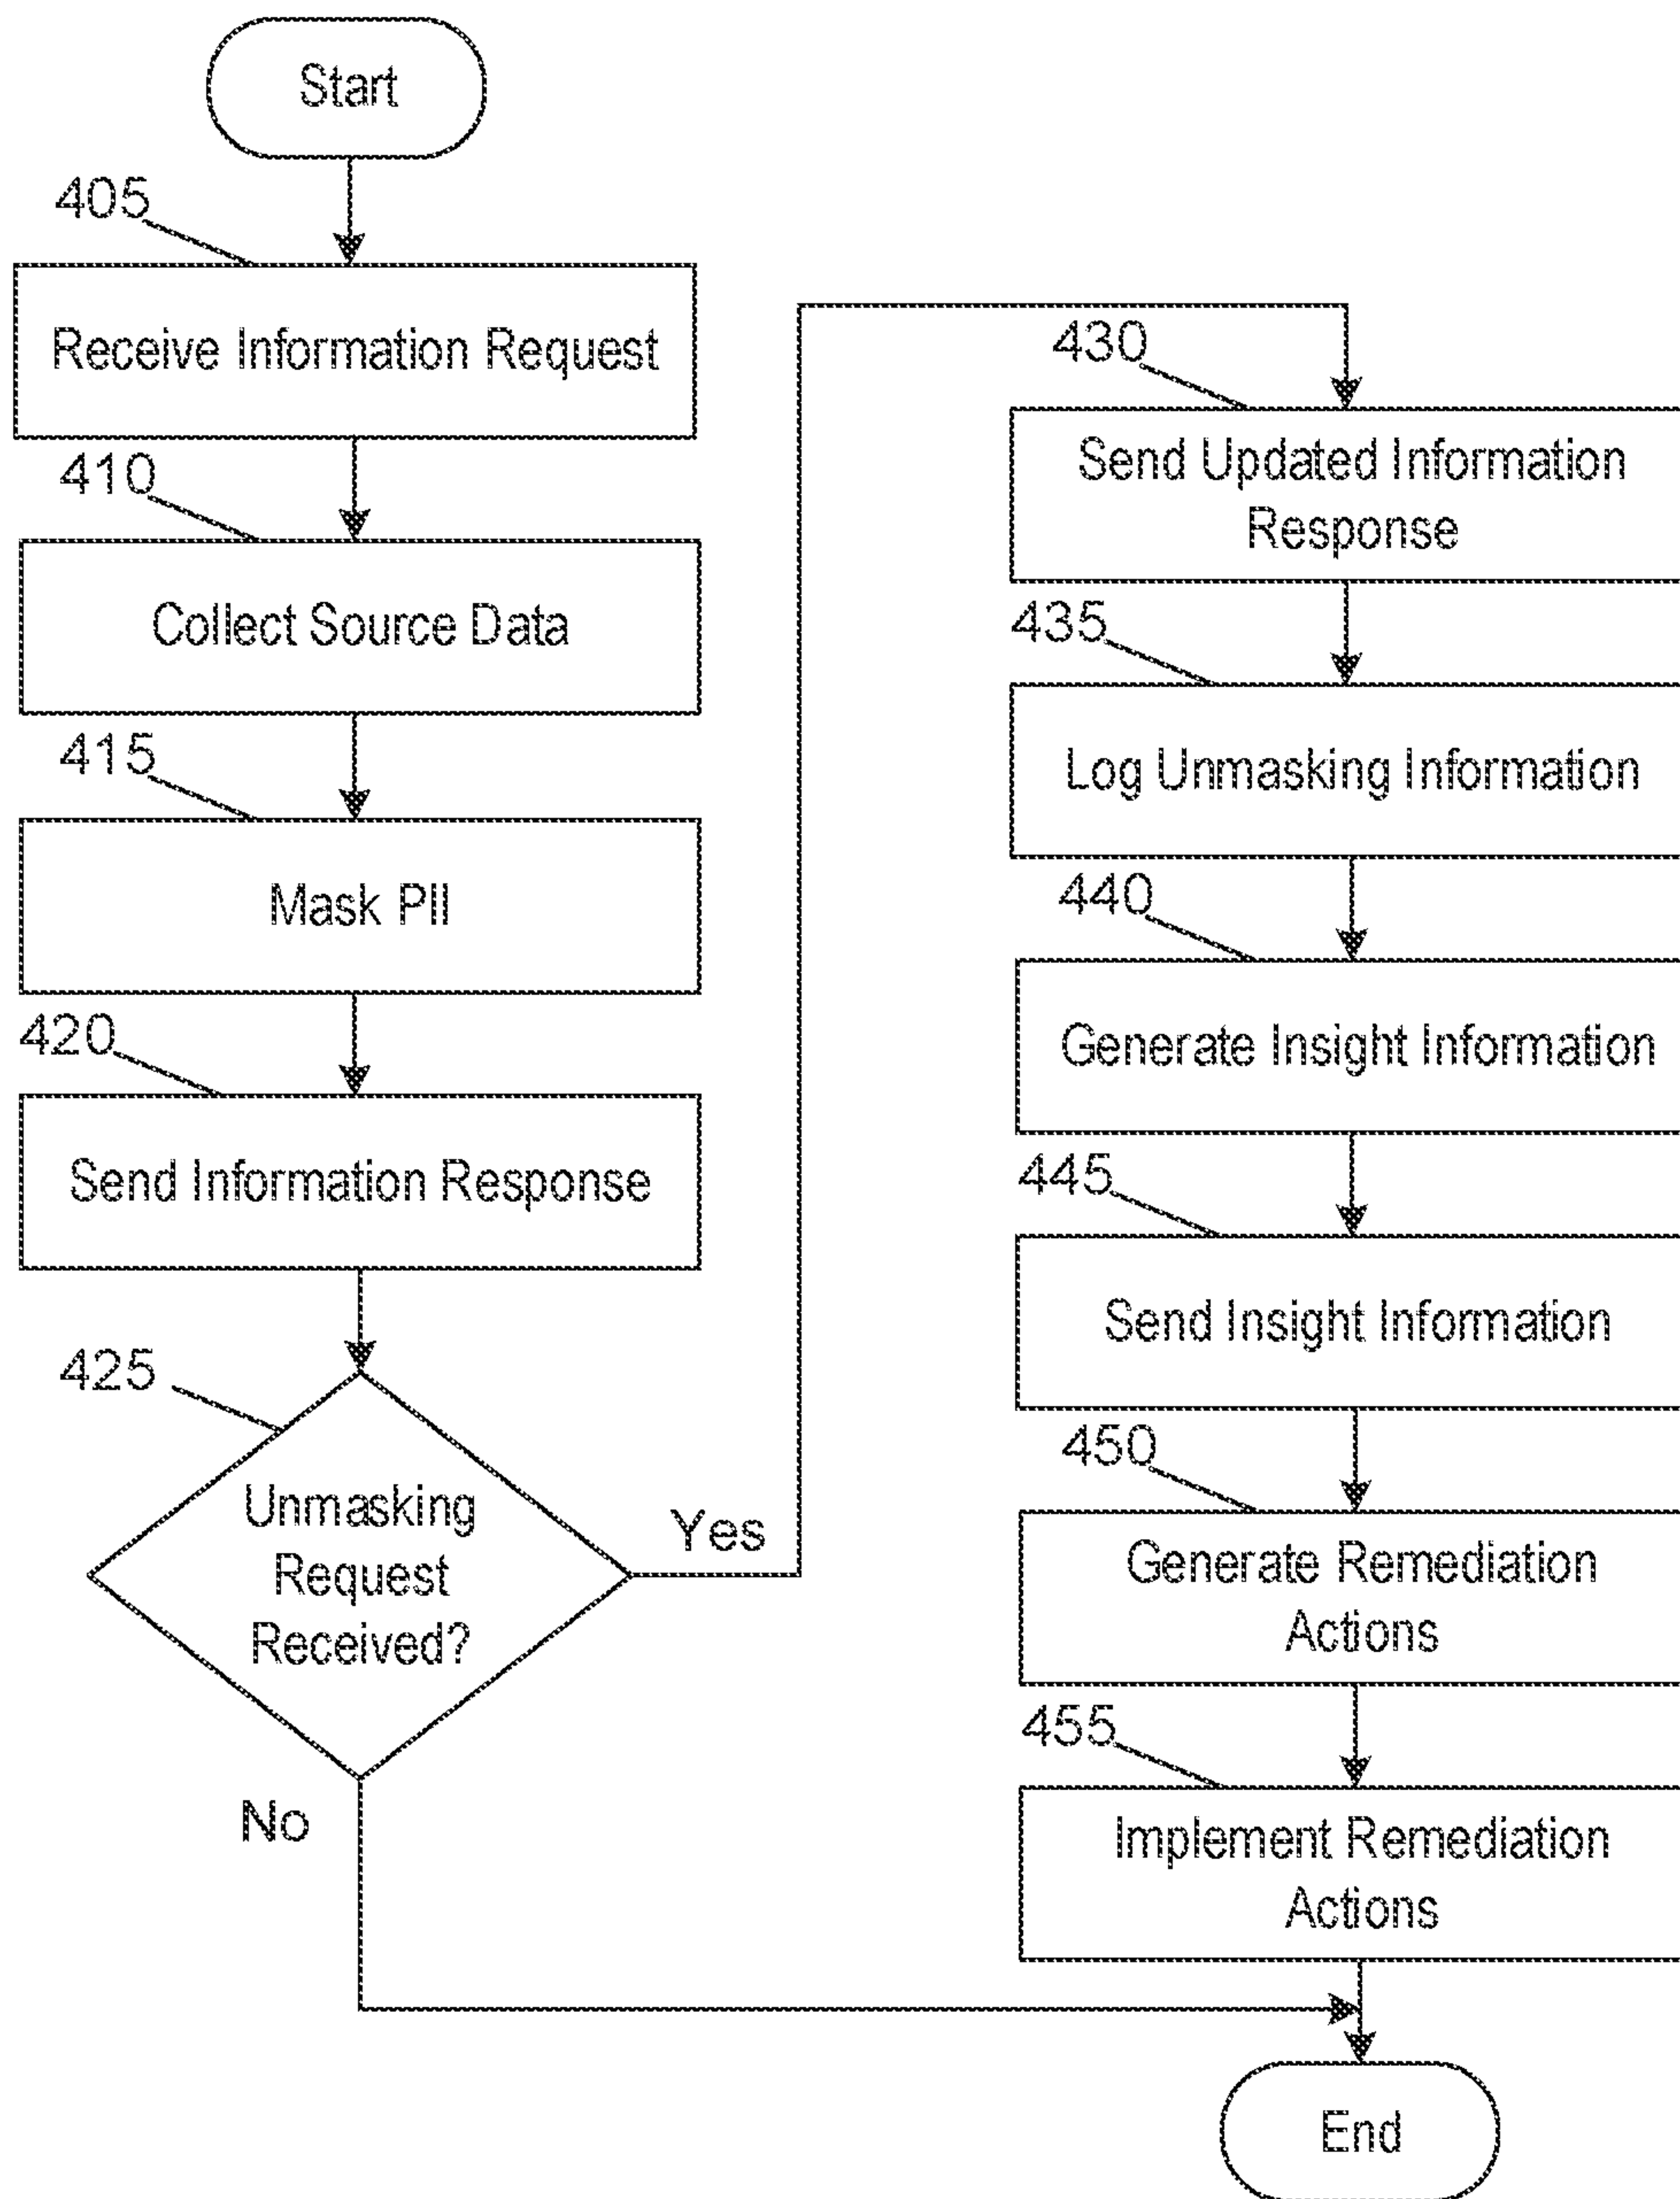 Start
405
Receive Information Request
410
Collect Source Data
415
Mask PII
420
Send Information Response
425
Unmasking
Request
Received?
Yes
No
430
Send Updated Information
Response
435
Log Unmasking Information
440
Generate Insight Information
445
Send Insight Information
450
Generate Remediation
Actions
455
Implement Remediation
Actions
End